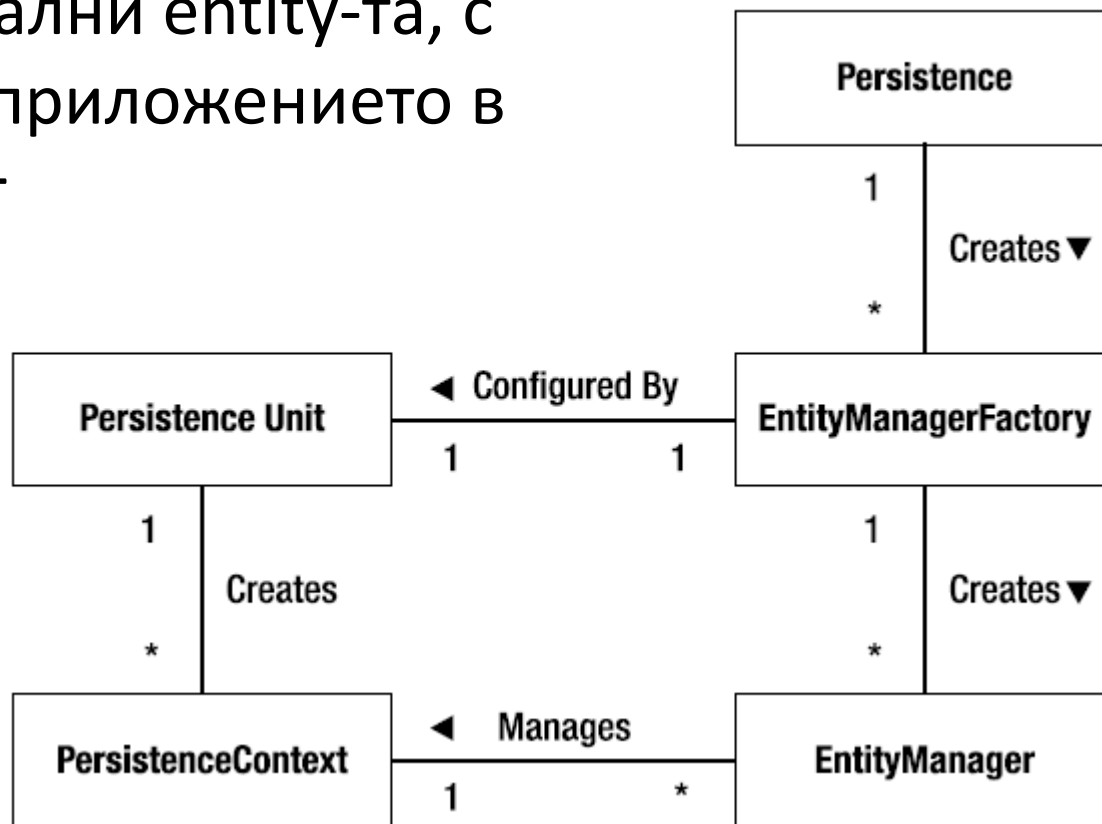 ални entity-та, с
приложението в
Persistence
1
Creates ▼
*
◄ Configured By
Persistence Unit
EntityManagerFactory
1 1
1 1
Creates Creates ▼
* *
◄ Manages
PersistenceContext
EntityManager
1 *